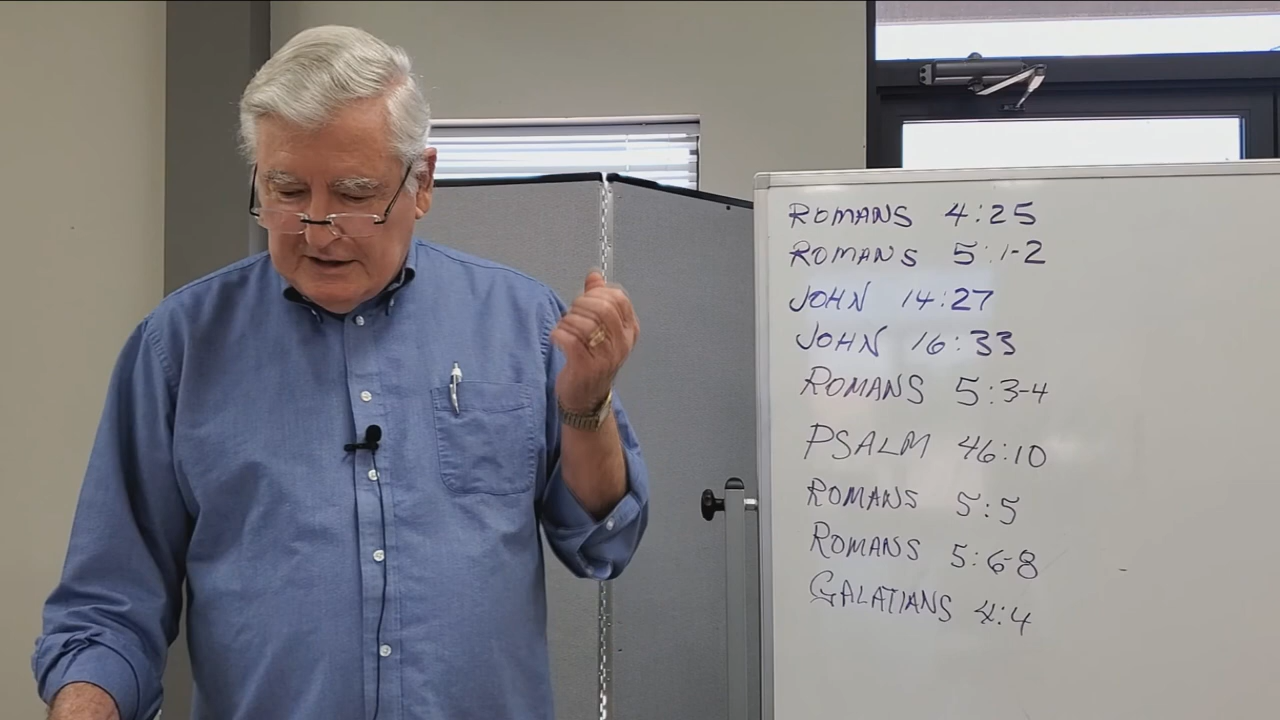 ROMANS 4:25
ROMANS 5:1-2
JOHN 14:27
JOHN 16:33
ROMANS 5:3-4
PSALM 46:10
ROMANS 5:5
ROMANS 5:6-8
GALATIANS 4:4